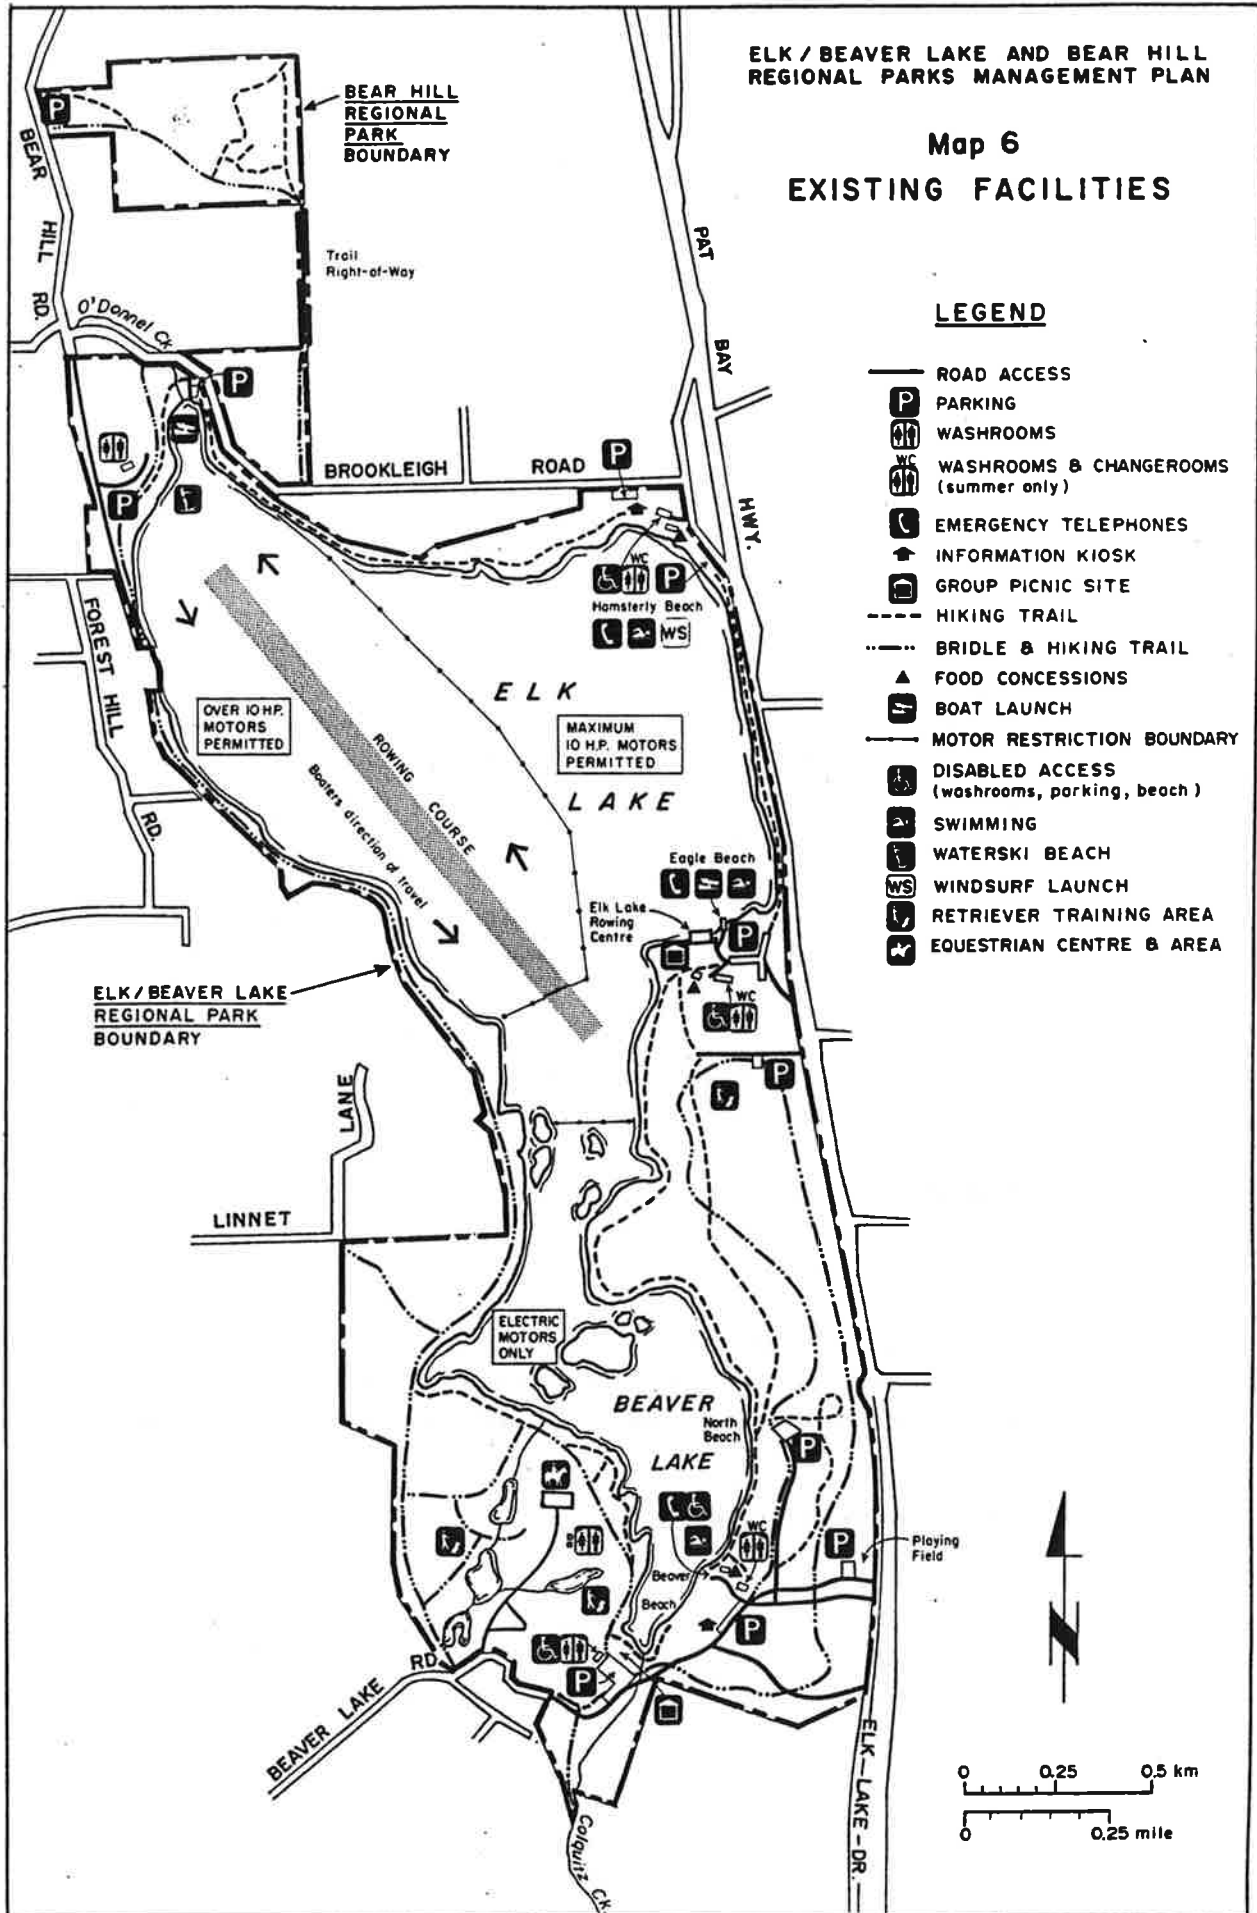 ELK / BEAVER LAKE AND BEAR HILL
REGIONAL PARKS MANAGEMENT PLAN
Map 6
EXISTING FACILITIES
BEAR HILL
REGIONAL
PARK
BOUNDARY
P
BEAR HILL RD.
Trail
Right-of-Way
O'Donnel Ck.
PAT BAY HWY.
LEGEND
ROAD ACCESS
P PARKING
WASHROOMS
WC WASHROOMS & CHANGEROOMS
(summer only)
EMERGENCY TELEPHONES
INFORMATION KIOSK
GROUP PICNIC SITE
HIKING TRAIL
BRIDLE & HIKING TRAIL
FOOD CONCESSIONS
BOAT LAUNCH
MOTOR RESTRICTION BOUNDARY
DISABLED ACCESS
(washrooms, parking, beach)
SWIMMING
WATERSKI BEACH
WS WINDSURF LAUNCH
RETRIEVER TRAINING AREA
EQUESTRIAN CENTRE & AREA
P
BROOKLEIGH ROAD
P
P
WC
P
Hamsterly Beach
WS
FOREST HILL RD.
OVER 10 H.P.
MOTORS
PERMITTED
ELK
LAKE
MAXIMUM
10 H.P. MOTORS
PERMITTED
ROWING COURSE
Boaters direction of travel
Eagle Beach
Elk Lake
Rowing
Centre
P
WC
ELK/BEAVER LAKE
REGIONAL PARK
BOUNDARY
P
LANE
LINNET
ELECTRIC
MOTORS
ONLY
BEAVER
LAKE
North
Beach
P
WC
P
Playing
Field
Beaver
Beach
P
P
BEAVER LAKE RD.
Colquitz Ck.
ELK-LAKE-DR.
N
0 0.25 0.5 km
0 0.25 mile